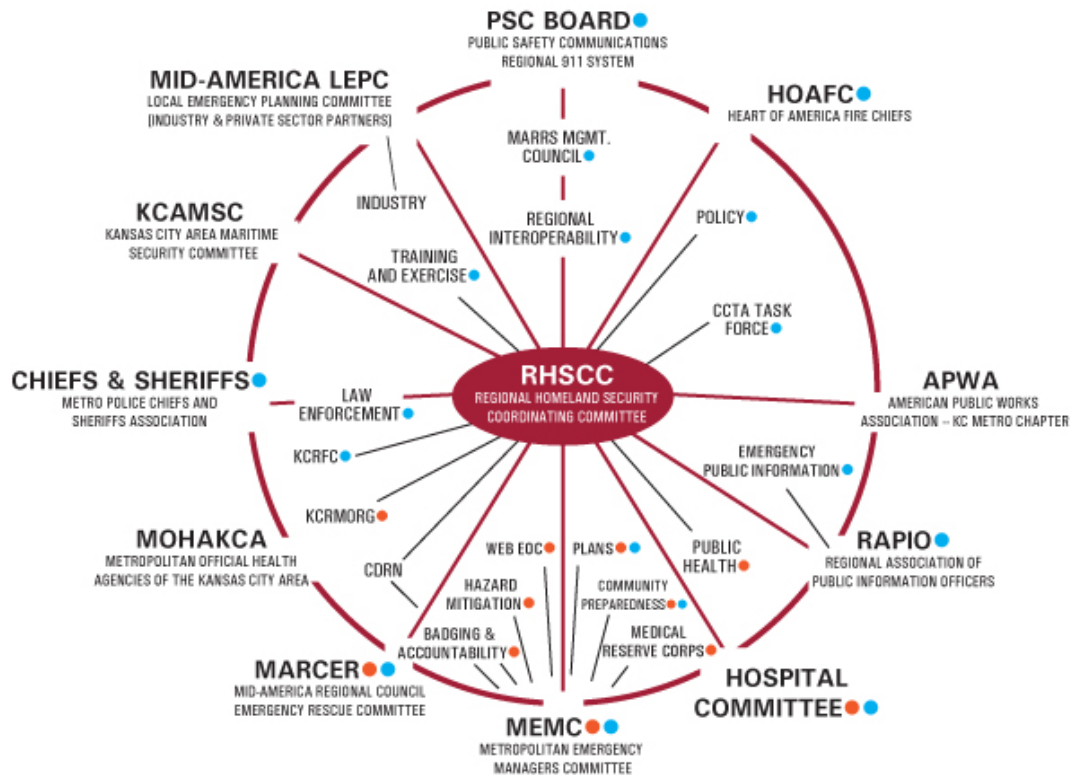 PSC BOARD
PUBLIC SAFETY COMMUNICATIONS
REGIONAL 911 SYSTEM
MID-AMERICA LEPC
LOCAL EMERGENCY PLANNING COMMITTEE
(INDUSTRY & PRIVATE SECTOR PARTNERS)
HOAFC
HEART OF AMERICA FIRE CHIEFS
MARRS MGMT.
COUNCIL
INDUSTRY
KCAMSC
KANSAS CITY AREA MARITIME
SECURITY COMMITTEE
REGIONAL
INTEROPERABILITY
POLICY
TRAINING
AND EXERCISE
CCTA TASK
FORCE
RHSCC
REGIONAL HOMELAND SECURITY
COORDINATING COMMITTEE
CHIEFS & SHERIFFS
METRO POLICE CHIEFS AND
SHERIFFS ASSOCIATION
LAW
ENFORCEMENT
APWA
AMERICAN PUBLIC WORKS
ASSOCIATION – KC METRO CHAPTER
KCRFC
EMERGENCY
PUBLIC INFORMATION
KCRMORG
MOHAKCA
METROPOLITAN OFFICIAL HEALTH
AGENCIES OF THE KANSAS CITY AREA
RAPIO
REGIONAL ASSOCIATION OF
PUBLIC INFORMATION OFFICERS
CDRN
WEB EOC
PLANS
PUBLIC
HEALTH
HAZARD
MITIGATION
COMMUNITY
PREPAREDNESS
BADGING &
ACCOUNTABILITY
MEDICAL
RESERVE CORPS
MARCER
MID-AMERICA REGIONAL COUNCIL
EMERGENCY RESCUE COMMITTEE
HOSPITAL
COMMITTEE
MEMC
METROPOLITAN EMERGENCY
MANAGERS COMMITTEE